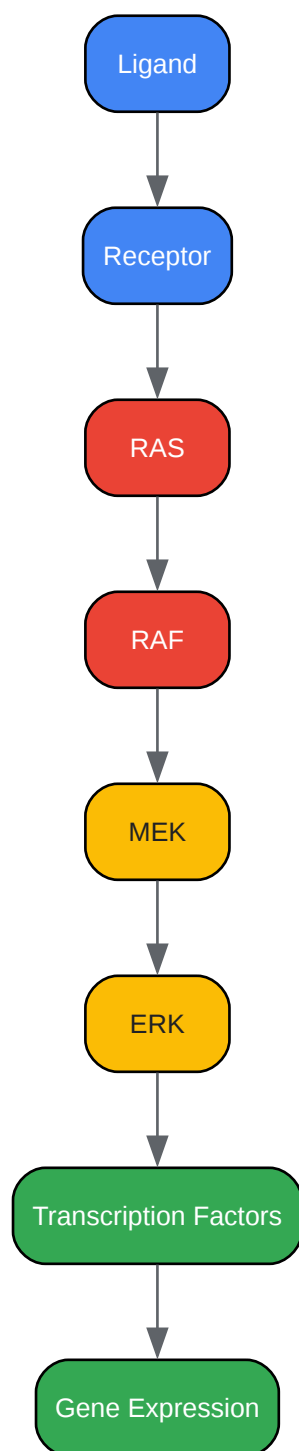 Ligand
Receptor
RAS
RAF
MEK
ERK
Transcription Factors
Gene Expression